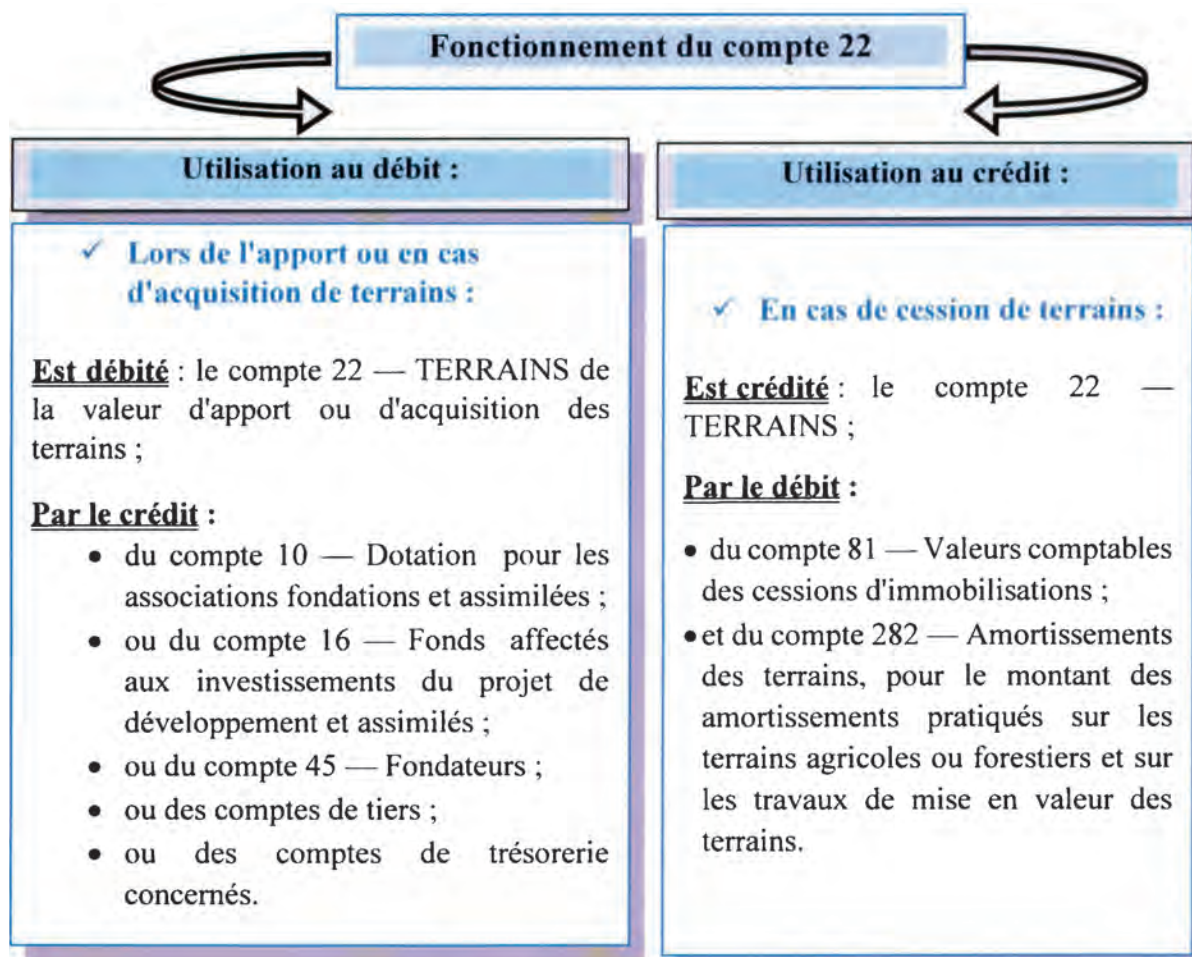 Fonctionnement du compte 22
Utilisation au débit :
✓ Lors de l'apport ou en cas
d'acquisition de terrains :
Est débité : le compte 22 — TERRAINS de
la valeur d'apport ou d'acquisition des
terrains ;
Par le crédit :
• du compte 10 — Dotation pour les
associations fondations et assimilées ;
• ou du compte 16 — Fonds affectés
aux investissements du projet de
développement et assimilés ;
• ou du compte 45 — Fondateurs ;
• ou des comptes de tiers ;
• ou des comptes de trésorerie
concernés.
Utilisation au crédit :
✓ En cas de cession de terrains :
Est crédité : le compte 22 —
TERRAINS ;
Par le débit :
• du compte 81 — Valeurs comptables
des cessions d'immobilisations ;
• et du compte 282 — Amortissements
des terrains, pour le montant des
amortissements pratiqués sur les
terrains agricoles ou forestiers et sur
les travaux de mise en valeur des
terrains.